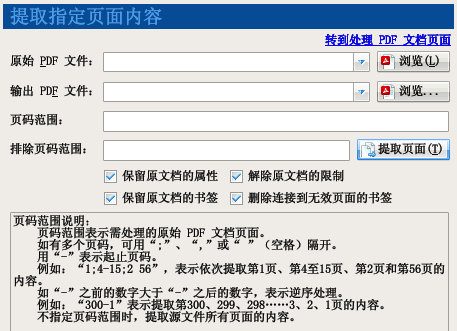 提取指定页面内容
转到处理 PDF 文档页面
原始 PDF 文件:
浏览(L)
输出 PDF 文件:
浏览...
页码范围:
排除页码范围:
提取页面(T)
保留原文档的属性 解除原文档的限制
保留原文档的书签 删除连接到无效页面的书签
页码范围说明:
页码范围表示需处理的原始 PDF 文档页面。
如有多个页码，可用“;”、“,”或“ ”（空格）隔开。
用“-”表示起止页码。
例如：“1;4-15;2 56”，表示依次提取第1页、第4至15页、第2页和第56页的
内容。
如“-”之前的数字大于“-”之后的数字，表示逆序处理。
例如：“300-1”表示提取第300、299、298……3、2、1页的内容。
不指定页码范围时，提取源文件所有页面的内容。